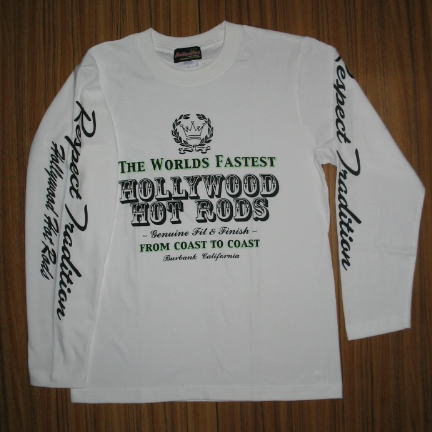 THE WORLDS FASTEST
HOLLYWOOD
HOT RODS
- Genuine Fit & Finish -
FROM COAST TO COAST
Burbank California
Respect Tradition
Hollywood Hot Rods
Respect Tradition